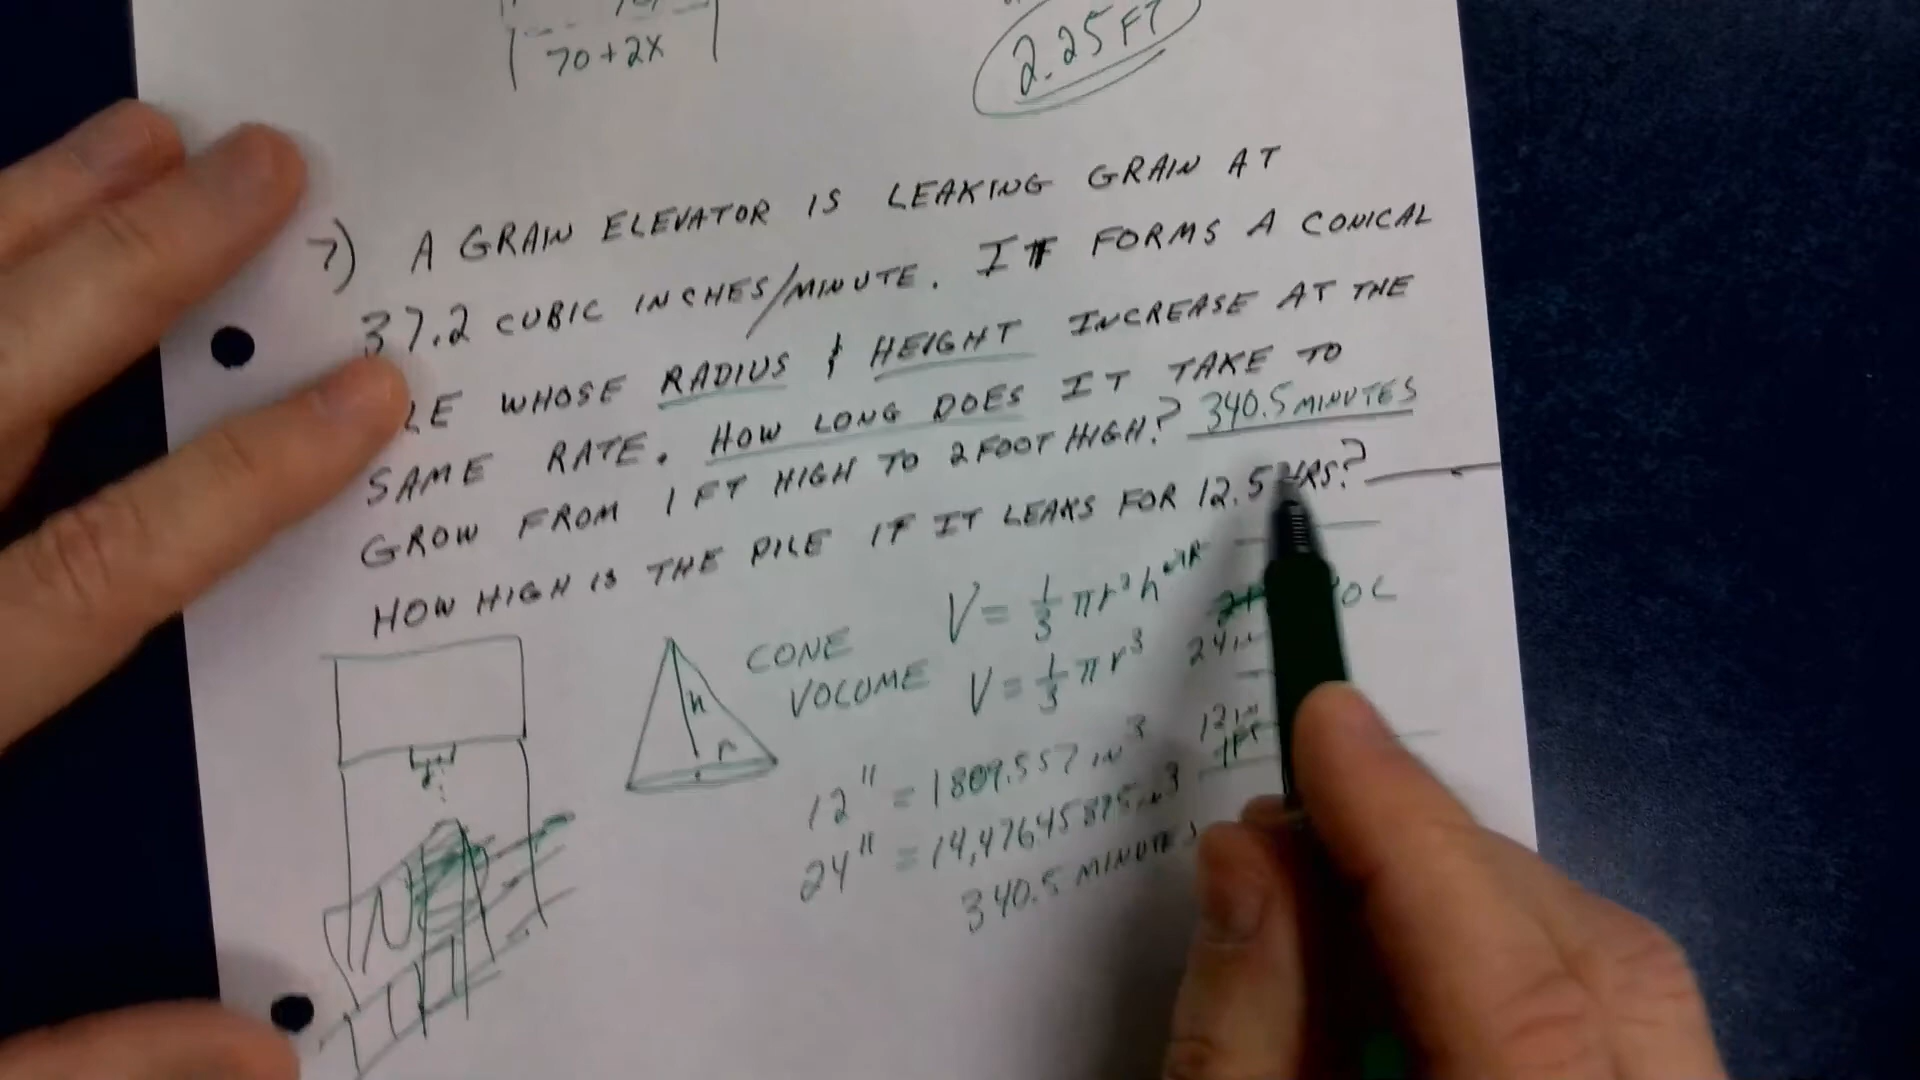 70+2X
2.25 FT
7) A GRAIN ELEVATOR IS LEAKING GRAIN AT
37.2 CUBIC INCHES/MINUTE. IT FORMS A CONICAL
LE WHOSE RADIUS & HEIGHT INCREASE AT THE
SAME RATE. HOW LONG DOES IT TAKE TO
GROW FROM 1 FT HIGH TO 2 FOOT HIGH? 340.5 MINUTES
HOW HIGH IS THE PILE IF IT LEAKS FOR 12.5 HRS?
CONE
VOLUME
h
r
V = 1/3 πr²h
V = 1/3 πr³
24in
12in
1FT
12" = 1809.557 in³
24" = 14,476.45875 in³
340.5 MINUTES